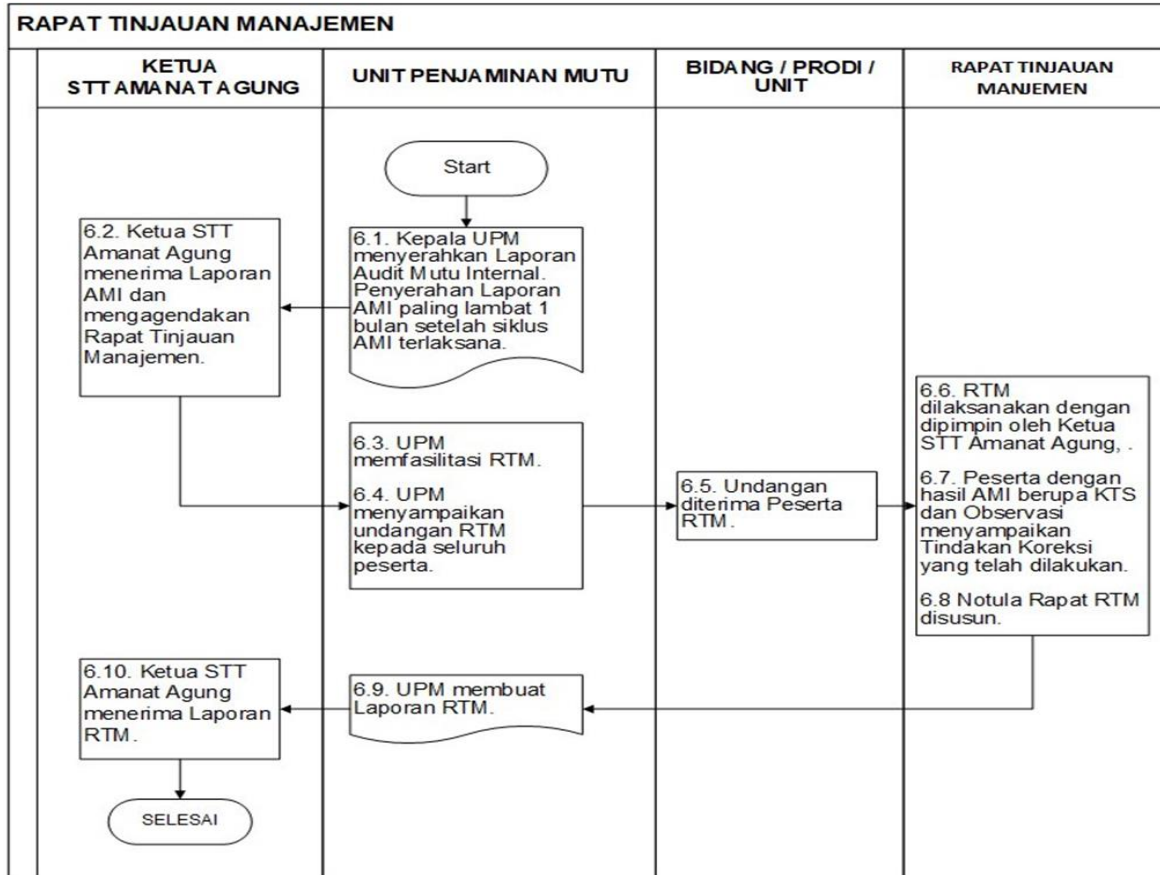 RAPAT TINJAUAN MANAJEMEN
KETUA
STT AMANAT AGUNG
UNIT PENJAMINAN MUTU
BIDANG / PRODI /
UNIT
RAPAT TINJAUAN
MANJEMEN
Start
6.1. Kepala UPM
menyerahkan Laporan
Audit Mutu Internal.
Penyerahan Laporan
AMI paling lambat 1
bulan setelah siklus
AMI terlaksana.
6.2. Ketua STT
Amanat Agung
menerima Laporan
AMI dan
mengagendakan
Rapat Tinjauan
Manajemen.
6.3. UPM
memfasilitasi RTM.
6.4. UPM
menyampaikan
undangan RTM
kepada seluruh
peserta.
6.5. Undangan
diterima Peserta
RTM.
6.6. RTM
dilaksanakan dengan
dipimpin oleh Ketua
STT Amanat Agung, .
6.7. Peserta dengan
hasil AMI berupa KTS
dan Observasi
menyampaikan
Tindakan Koreksi
yang telah dilakukan.
6.8 Notula Rapat RTM
disusun.
6.9. UPM membuat
Laporan RTM.
6.10. Ketua STT
Amanat Agung
menerima Laporan
RTM.
SELESAI